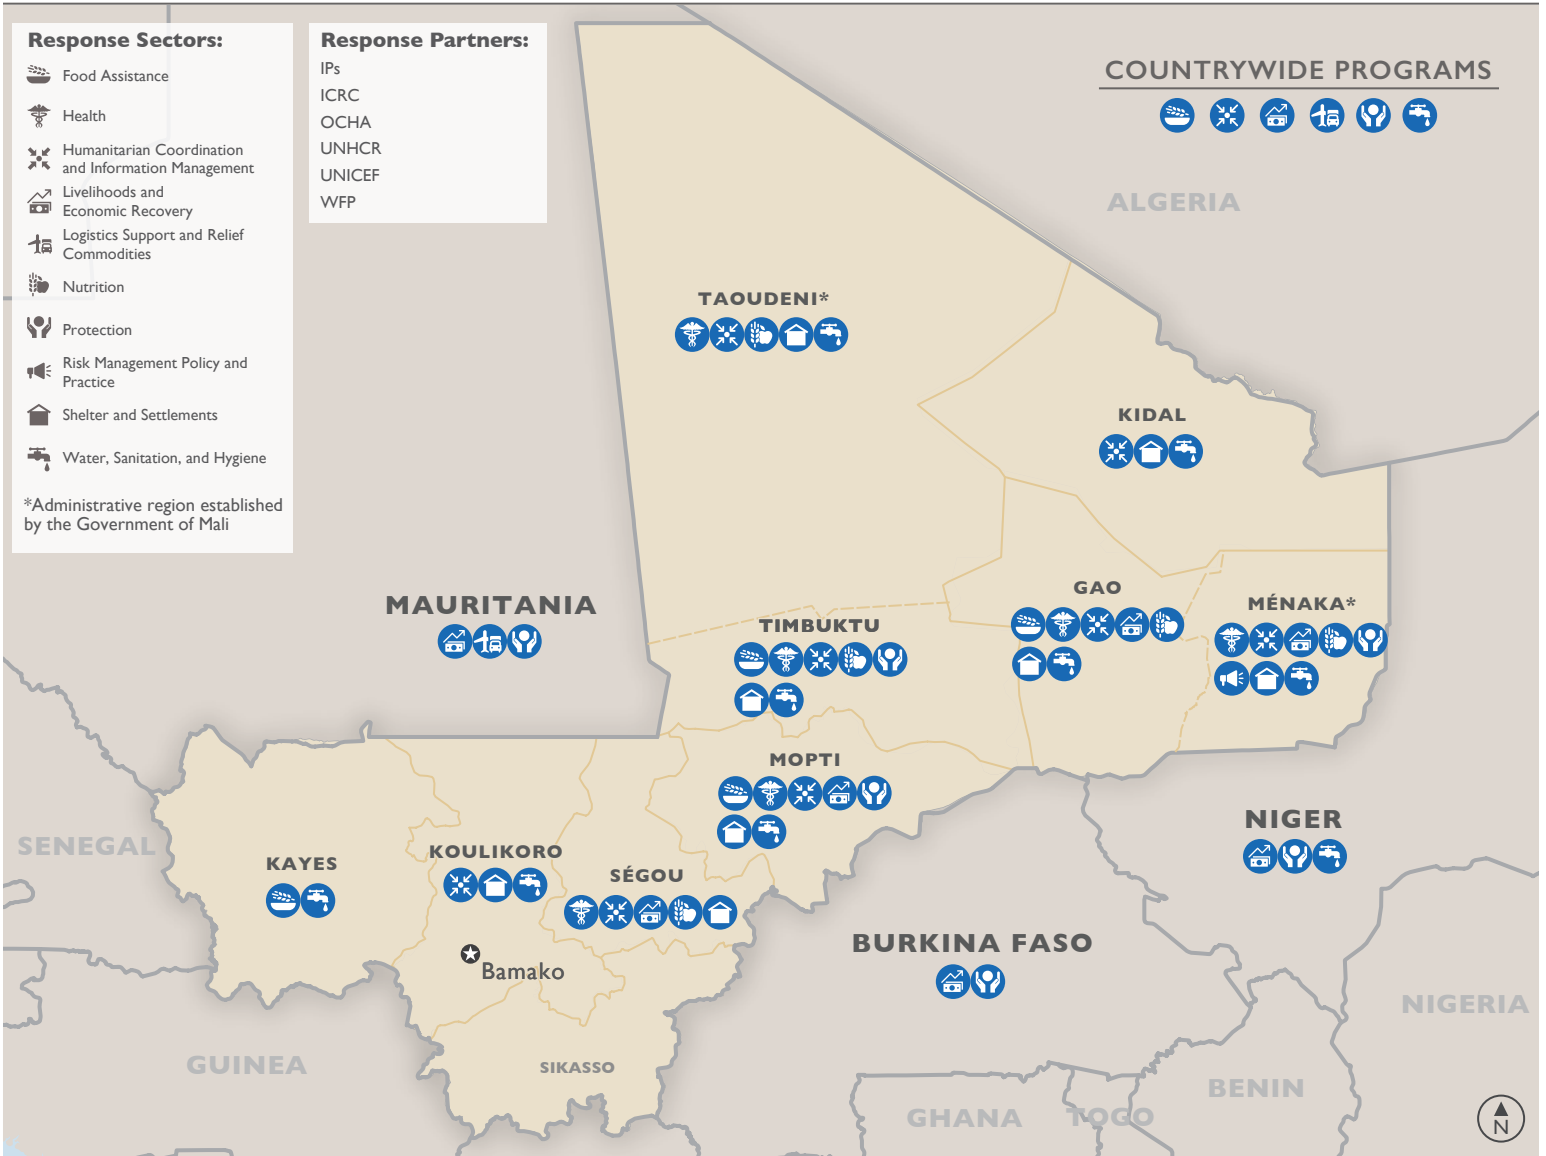 Response Sectors:
Food Assistance
Health
Humanitarian Coordination
and Information Management
Livelihoods and
Economic Recovery
Logistics Support and Relief
Commodities
Nutrition
Protection
Risk Management Policy and
Practice
Shelter and Settlements
Water, Sanitation, and Hygiene
*Administrative region established
by the Government of Mali
Response Partners:
IPs
ICRC
OCHA
UNHCR
UNICEF
WFP
COUNTRYWIDE PROGRAMS
ALGERIA
TAOUDENI*
KIDAL
GAO
MÉNAKA*
MAURITANIA
TIMBUKTU
MOPTI
NIGER
SENEGAL
KAYES
KOULIKORO
SÉGOU
BURKINA FASO
Bamako
NIGERIA
GUINEA
SIKASSO
BENIN
GHANA
TOGO
N